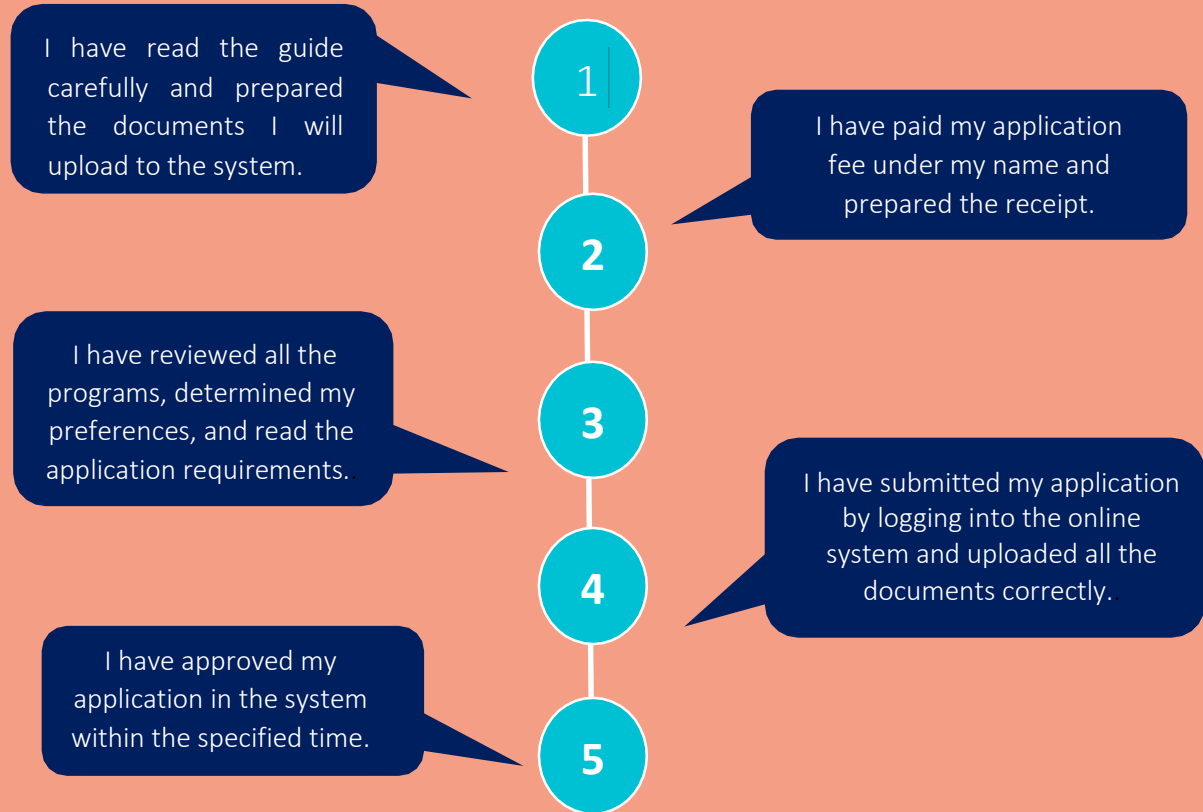 1
I have read the guide
carefully and prepared
the documents I will
upload to the system.
2
I have paid my application
fee under my name and
prepared the receipt.
3
I have reviewed all the
programs, determined my
preferences, and read the
application requirements..
4
I have submitted my application
by logging into the online
system and uploaded all the
documents correctly.
5
I have approved my
application in the system
within the specified time.